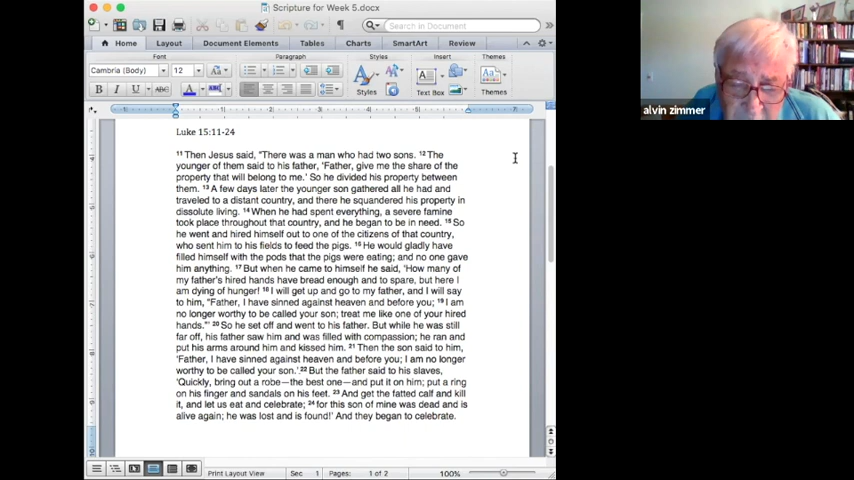 Scripture for Week 5.docx
Search in Document
Home Layout Document Elements Tables Charts SmartArt Review
Font Paragraph Styles Insert Themes
Cambria (Body) 12 Aa
B I U ABC A ABC Styles A Text Box Aa Themes
alvin zimmer
Luke 15:11-24
11 Then Jesus said, "There was a man who had two sons. 12 The
younger of them said to his father, 'Father, give me the share of the
property that will belong to me.' So he divided his property between
them. 13 A few days later the younger son gathered all he had and
traveled to a distant country, and there he squandered his property in
dissolute living. 14 When he had spent everything, a severe famine
took place throughout that country, and he began to be in need. 15 So
he went and hired himself out to one of the citizens of that country,
who sent him to his fields to feed the pigs. 16 He would gladly have
filled himself with the pods that the pigs were eating; and no one gave
him anything. 17 But when he came to himself he said, 'How many of
my father's hired hands have bread enough and to spare, but here I
am dying of hunger! 18 I will get up and go to my father, and I will say
to him, "Father, I have sinned against heaven and before you; 19 I am
no longer worthy to be called your son; treat me like one of your hired
hands."' 20 So he set off and went to his father. But while he was still
far off, his father saw him and was filled with compassion; he ran and
put his arms around him and kissed him. 21 Then the son said to him,
'Father, I have sinned against heaven and before you; I am no longer
worthy to be called your son.'.22 But the father said to his slaves,
'Quickly, bring out a robe—the best one—and put it on him; put a ring
on his finger and sandals on his feet. 23 And get the fatted calf and kill
it, and let us eat and celebrate; 24 for this son of mine was dead and is
alive again; he was lost and is found!' And they began to celebrate.
Print Layout View Sec 1 Pages: 1 of 2 100%